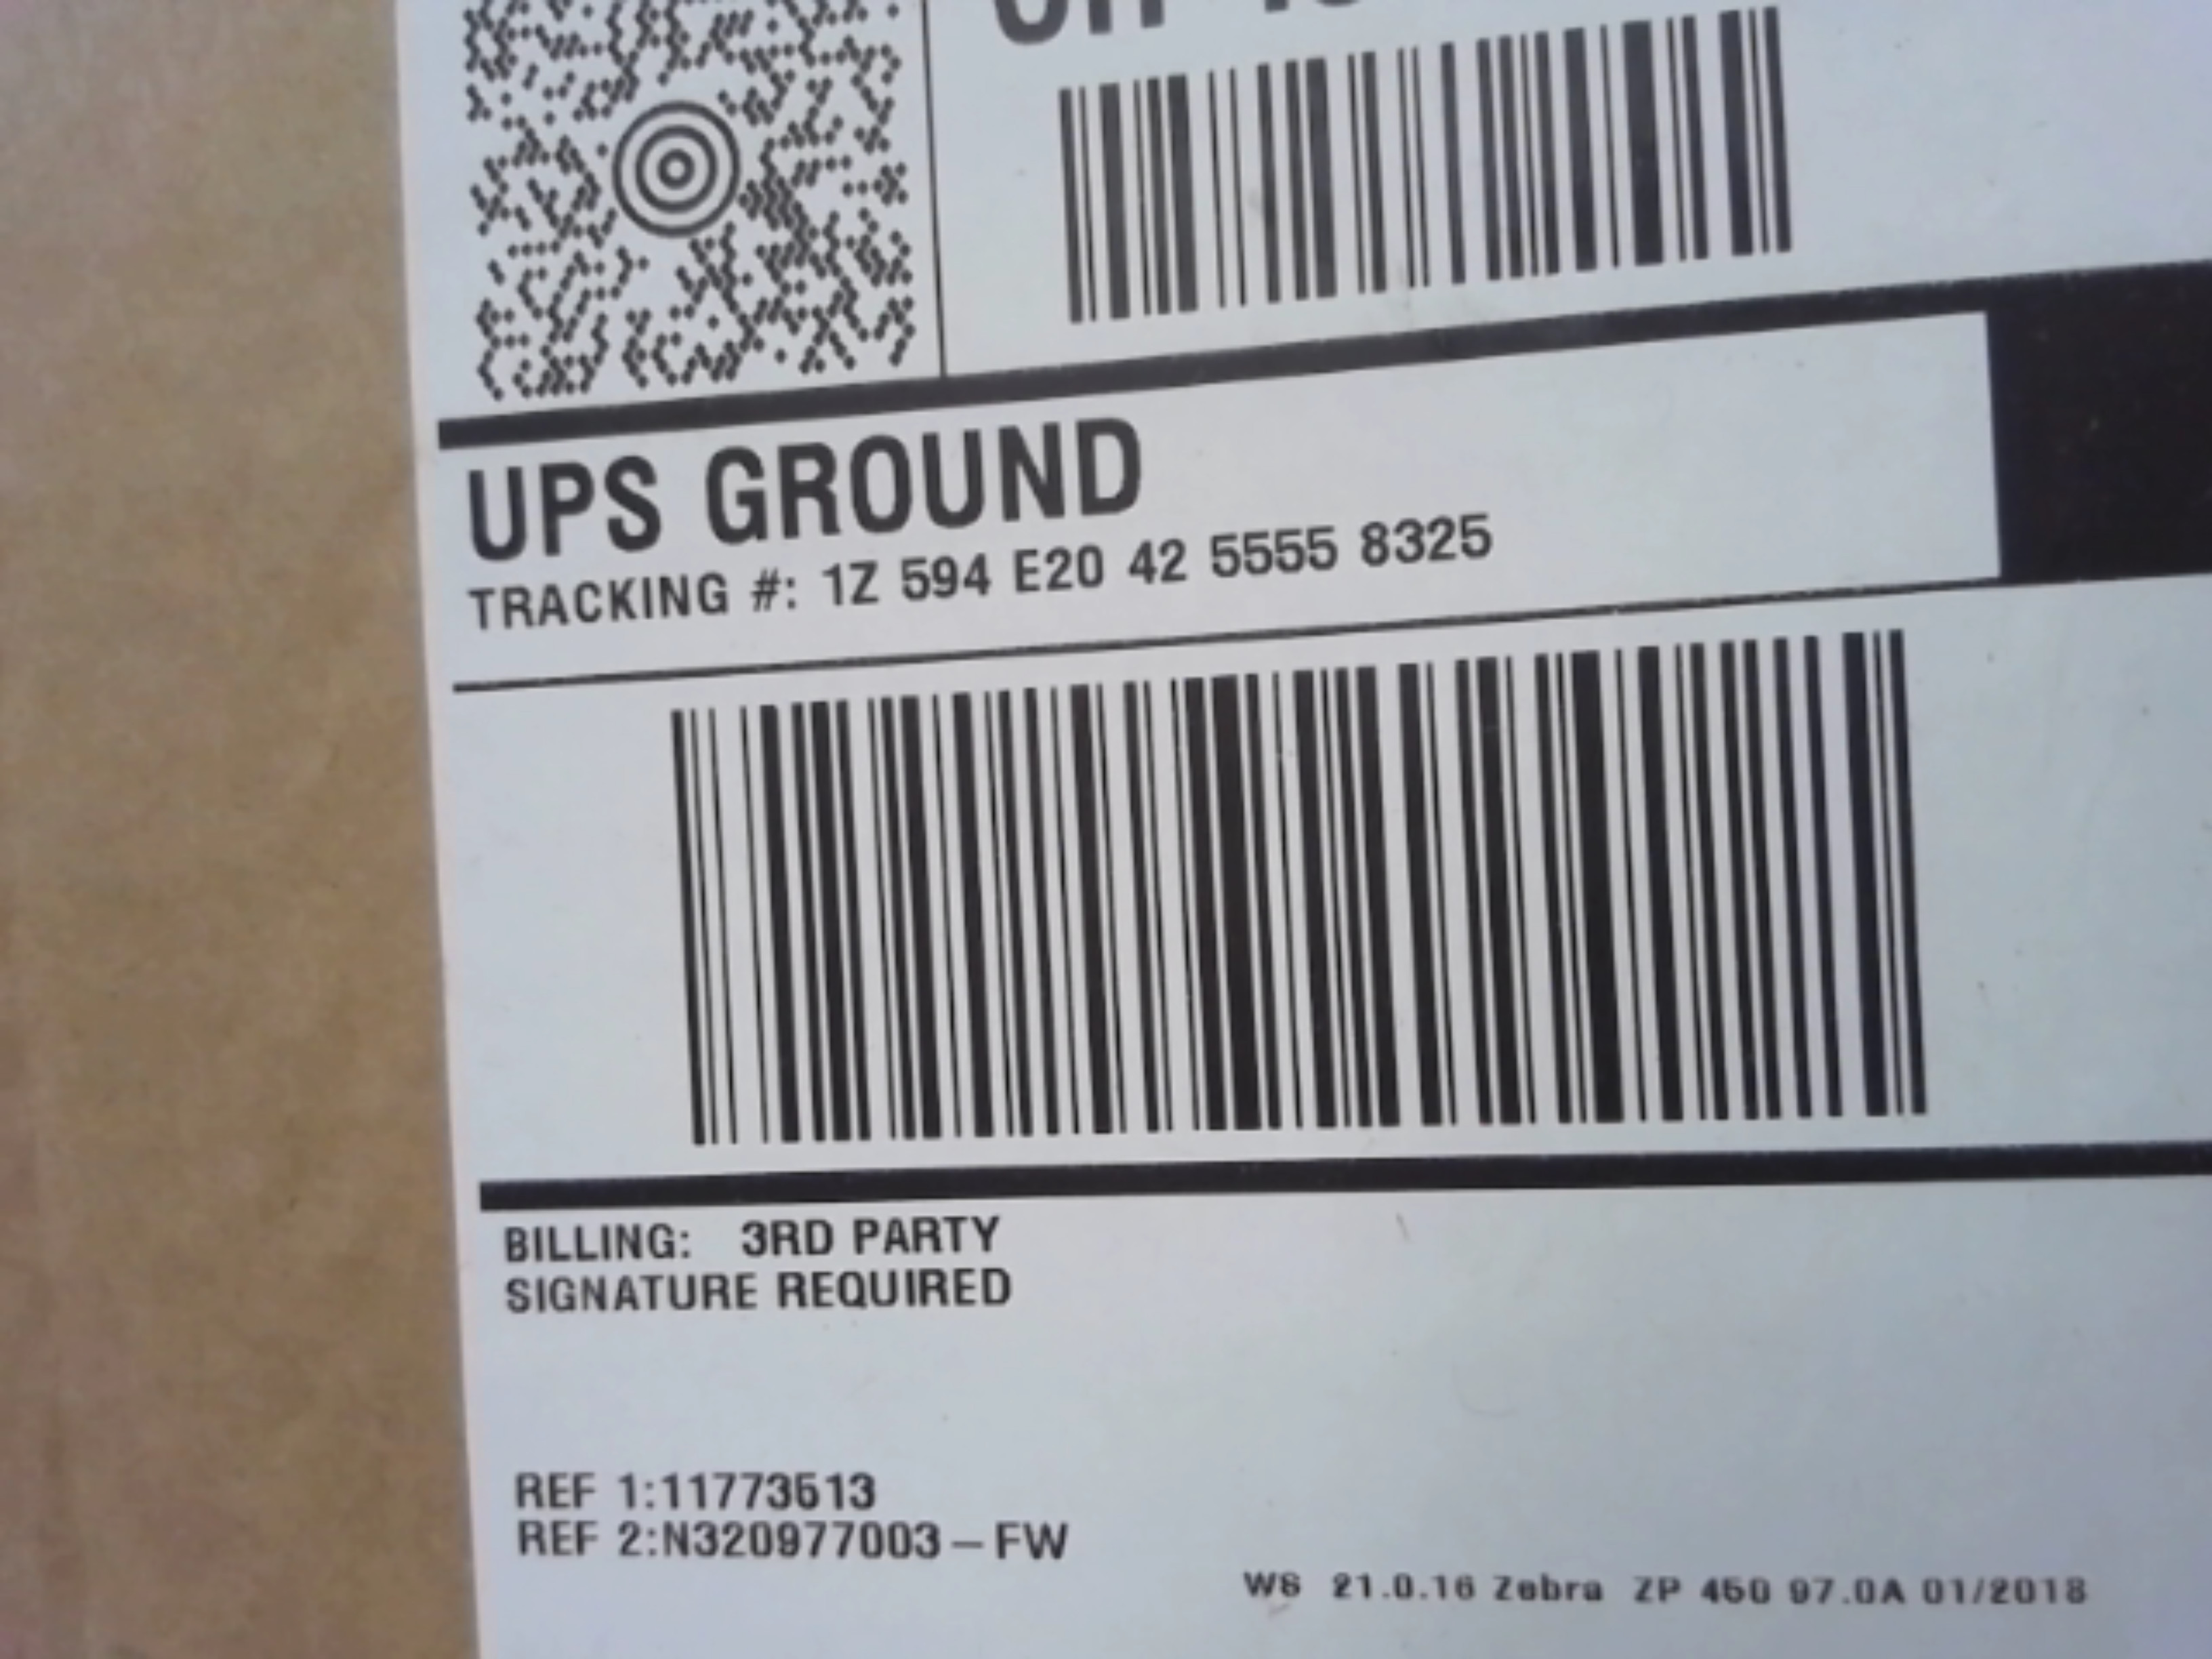 UPS GROUND
TRACKING #: 1Z 594 E20 42 5555 8325
BILLING: 3RD PARTY
SIGNATURE REQUIRED
REF 1:11773513
REF 2:N320977003-FW
WS 21.0.16 Zebra ZP 450 97.0A 01/2018